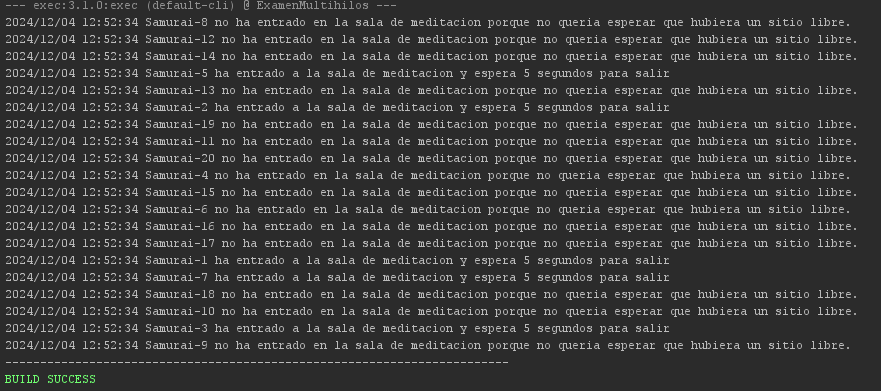 --- exec:3.1.0:exec (default-cli) @ ExamenMultihilos ---
2024/12/04 12:52:34 Samurai-8 no ha entrado en la sala de meditacion porque no queria esperar que hubiera un sitio libre.
2024/12/04 12:52:34 Samurai-12 no ha entrado en la sala de meditacion porque no queria esperar que hubiera un sitio libre.
2024/12/04 12:52:34 Samurai-14 no ha entrado en la sala de meditacion porque no queria esperar que hubiera un sitio libre.
2024/12/04 12:52:34 Samurai-5 ha entrado a la sala de meditacion y espera 5 segundos para salir
2024/12/04 12:52:34 Samurai-13 no ha entrado en la sala de meditacion porque no queria esperar que hubiera un sitio libre.
2024/12/04 12:52:34 Samurai-2 ha entrado a la sala de meditacion y espera 5 segundos para salir
2024/12/04 12:52:34 Samurai-19 no ha entrado en la sala de meditacion porque no queria esperar que hubiera un sitio libre.
2024/12/04 12:52:34 Samurai-11 no ha entrado en la sala de meditacion porque no queria esperar que hubiera un sitio libre.
2024/12/04 12:52:34 Samurai-20 no ha entrado en la sala de meditacion porque no queria esperar que hubiera un sitio libre.
2024/12/04 12:52:34 Samurai-4 no ha entrado en la sala de meditacion porque no queria esperar que hubiera un sitio libre.
2024/12/04 12:52:34 Samurai-15 no ha entrado en la sala de meditacion porque no queria esperar que hubiera un sitio libre.
2024/12/04 12:52:34 Samurai-6 no ha entrado en la sala de meditacion porque no queria esperar que hubiera un sitio libre.
2024/12/04 12:52:34 Samurai-16 no ha entrado en la sala de meditacion porque no queria esperar que hubiera un sitio libre.
2024/12/04 12:52:34 Samurai-17 no ha entrado en la sala de meditacion porque no queria esperar que hubiera un sitio libre.
2024/12/04 12:52:34 Samurai-1 ha entrado a la sala de meditacion y espera 5 segundos para salir
2024/12/04 12:52:34 Samurai-7 ha entrado a la sala de meditacion y espera 5 segundos para salir
2024/12/04 12:52:34 Samurai-18 no ha entrado en la sala de meditacion porque no queria esperar que hubiera un sitio libre.
2024/12/04 12:52:34 Samurai-10 no ha entrado en la sala de meditacion porque no queria esperar que hubiera un sitio libre.
2024/12/04 12:52:34 Samurai-3 ha entrado a la sala de meditacion y espera 5 segundos para salir
2024/12/04 12:52:34 Samurai-9 no ha entrado en la sala de meditacion porque no queria esperar que hubiera un sitio libre.
------------------------------------------------------------------------
BUILD SUCCESS